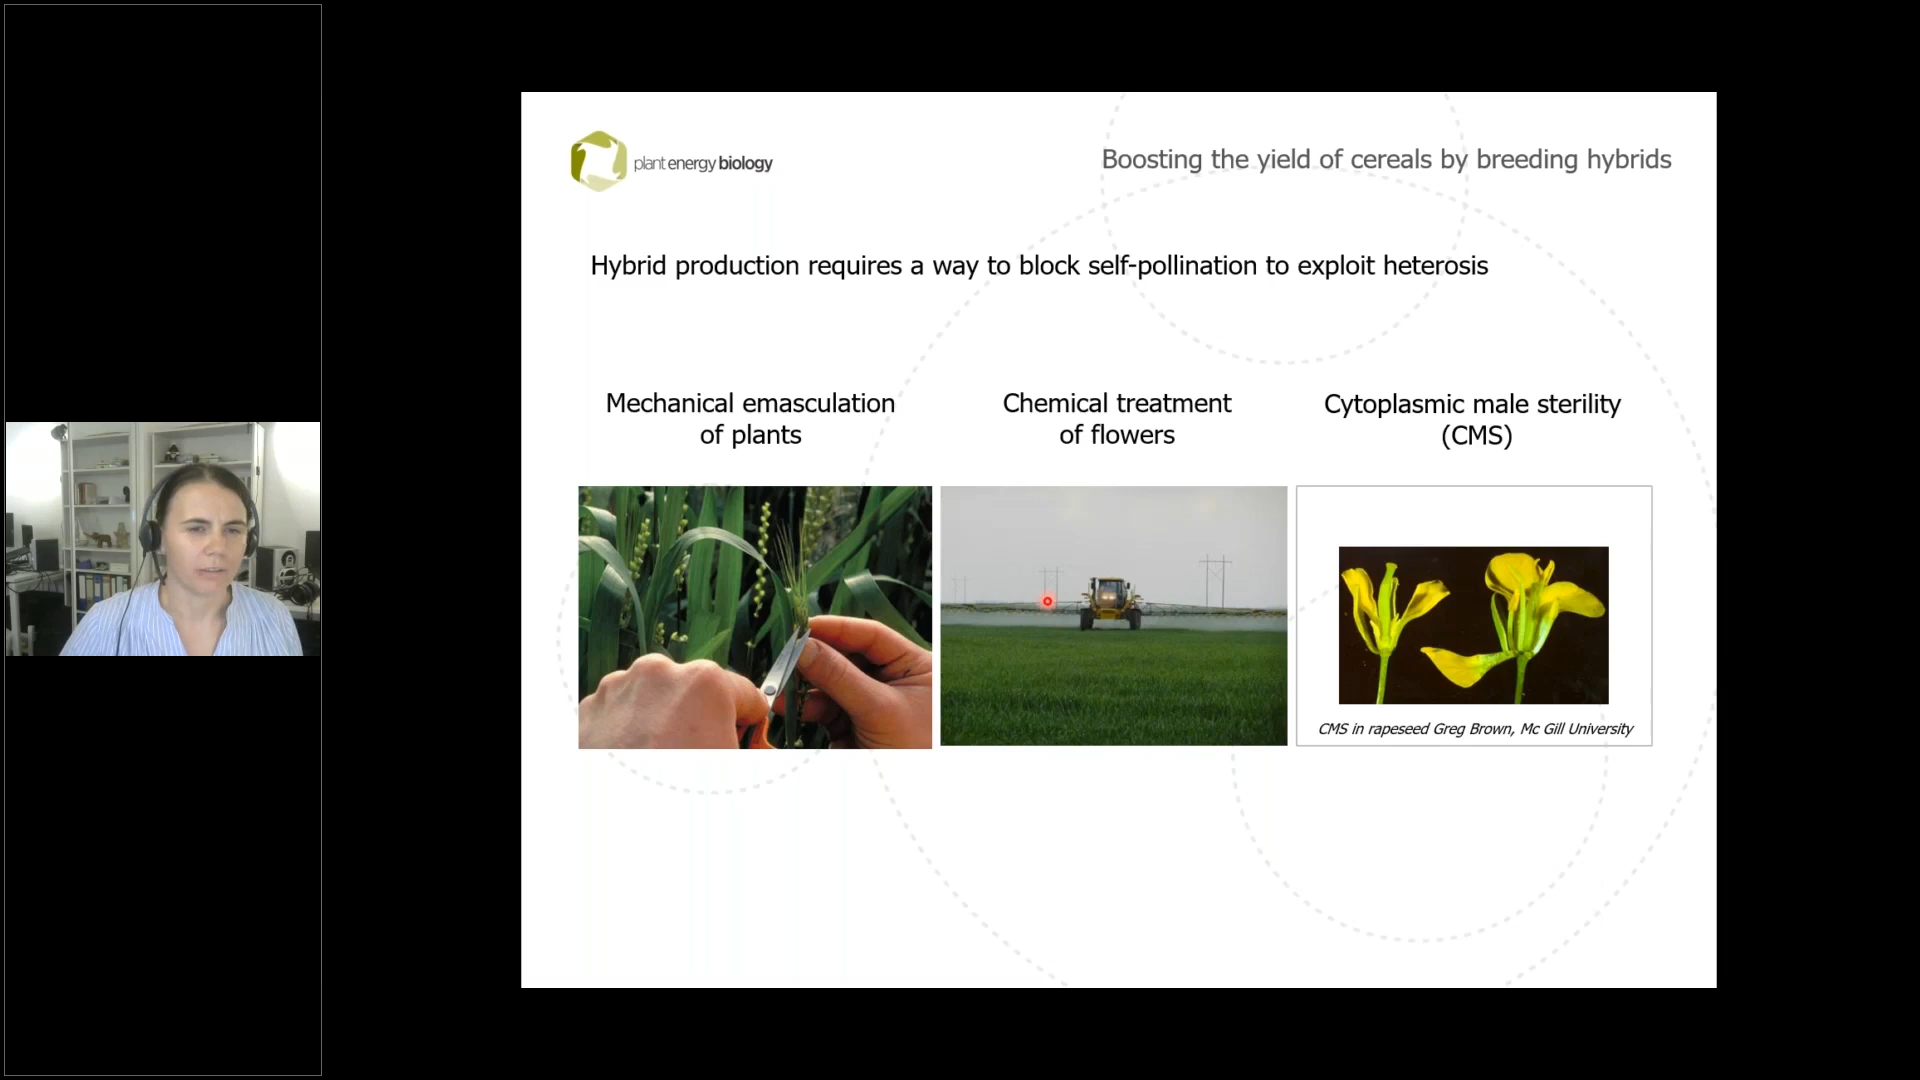 plant energy biology
Boosting the yield of cereals by breeding hybrids
Hybrid production requires a way to block self-pollination to exploit heterosis
Mechanical emasculation
of plants
Chemical treatment
of flowers
Cytoplasmic male sterility
(CMS)
CMS in rapeseed Greg Brown, Mc Gill University